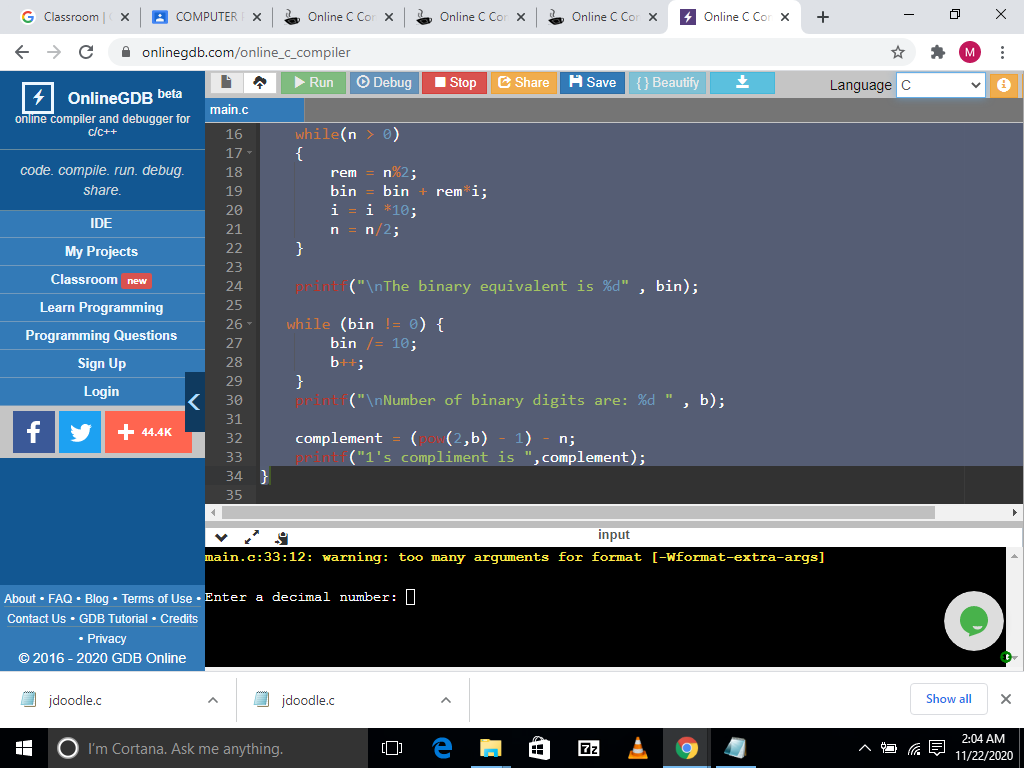 Classroom |
COMPUTER
Online C Cor
Online C Cor
Online C Cor
Online C Cor
onlinegdb.com/online_c_compiler
M
OnlineGDB beta
online compiler and debugger for
c/c++
code. compile. run. debug.
share.
IDE
My Projects
Classroom new
Learn Programming
Programming Questions
Sign Up
Login
f
+ 44.4K
About • FAQ • Blog • Terms of Use •
Contact Us • GDB Tutorial • Credits
• Privacy
© 2016 - 2020 GDB Online
Run
Debug
Stop
Share
Save
{ } Beautify
Language C
main.c
16 while(n > 0)
17 {
18 rem = n%2;
19 bin = bin + rem*i;
20 i = i *10;
21 n = n/2;
22 }
23
24 printf("\nThe binary equivalent is %d" , bin);
25
26 while (bin != 0) {
27 bin /= 10;
28 b++;
29 }
30 printf("\nNumber of binary digits are: %d " , b);
31
32 complement = (pow(2,b) - 1) - n;
33 printf("1's compliment is ",complement);
34 }
35
input
main.c:33:12: warning: too many arguments for format [-Wformat-extra-args]
Enter a decimal number:
jdoodle.c
jdoodle.c
Show all
I'm Cortana. Ask me anything.
7z
2:04 AM
11/22/2020